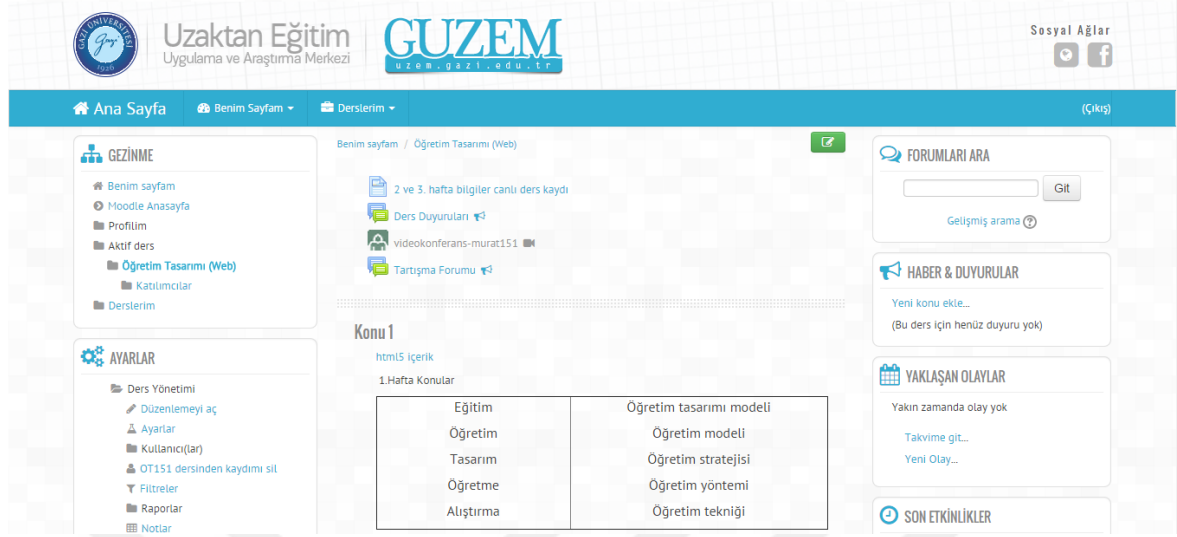 GAZİ ÜNİVERSİTESİ
Gazi
1926
Uzaktan Eğitim
Uygulama ve Araştırma Merkezi
GUZEM
uzem.gazi.edu.tr
Sosyal Ağlar
Ana Sayfa
Benim Sayfam
Derslerim
(Çıkış)
GEZİNME
Benim sayfam
Moodle Anasayfa
Profilim
Aktif ders
Öğretim Tasarımı (Web)
Katılımcılar
Derslerim
AYARLAR
Ders Yönetimi
Düzenlemeyi aç
Ayarlar
Kullanıcı(lar)
OT151 dersinden kaydımı sil
Filtreler
Raporlar
Notlar
Benim sayfam / Öğretim Tasarımı (Web)
2 ve 3. hafta bilgiler canlı ders kaydı
Ders Duyuruları
videokonferans-murat151
Tartışma Forumu
Konu 1
html5 içerik
1.Hafta Konular
Eğitim Öğretim tasarımı modeli
Öğretim Öğretim modeli
Tasarım Öğretim stratejisi
Öğretme Öğretim yöntemi
Alıştırma Öğretim tekniği
FORUMLARI ARA
Git
Gelişmiş arama
HABER & DUYURULAR
Yeni konu ekle...
(Bu ders için henüz duyuru yok)
YAKLAŞAN OLAYLAR
Yakın zamanda olay yok
Takvime git...
Yeni Olay...
SON ETKİNLİKLER